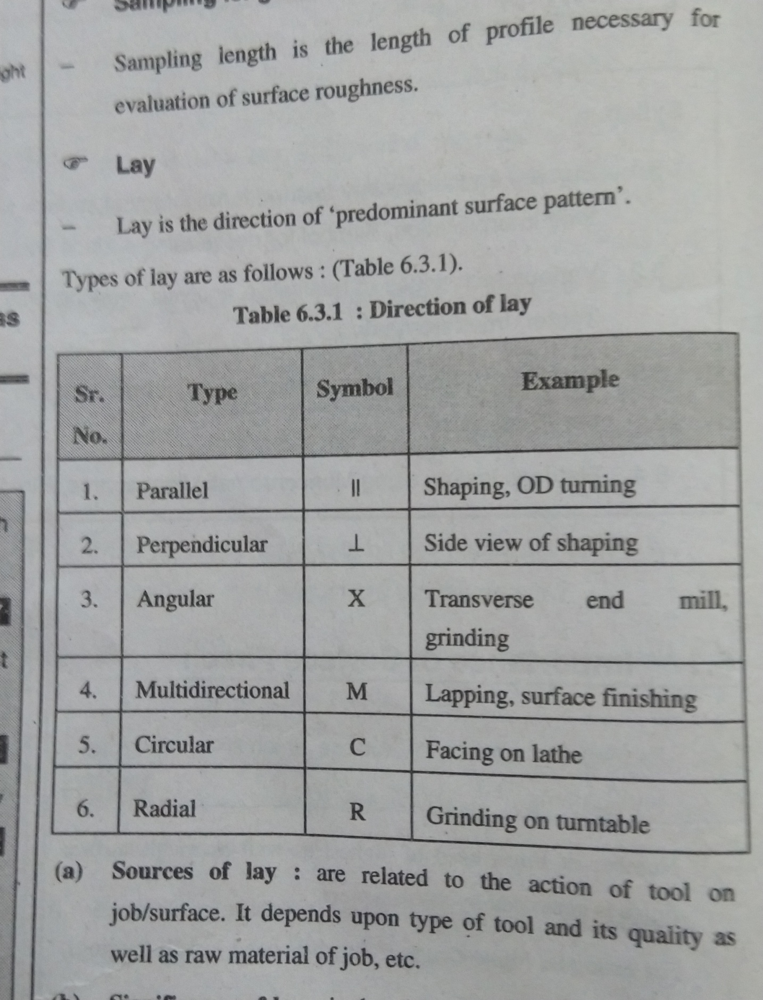 Sampling
Sampling length is the length of profile necessary for
ght
– evaluation of surface roughness.
☞ Lay
– Lay is the direction of ‘predominant surface pattern’.
Types of lay are as follows : (Table 6.3.1).
Table 6.3.1 : Direction of lay
Sr. No. Type Symbol Example
1. Parallel || Shaping, OD turning
2. Perpendicular ⊥ Side view of shaping
3. Angular X Transverse end mill,
grinding
4. Multidirectional M Lapping, surface finishing
5. Circular C Facing on lathe
6. Radial R Grinding on turntable
(a) Sources of lay : are related to the action of tool on
job/surface. It depends upon type of tool and its quality as
well as raw material of job, etc.